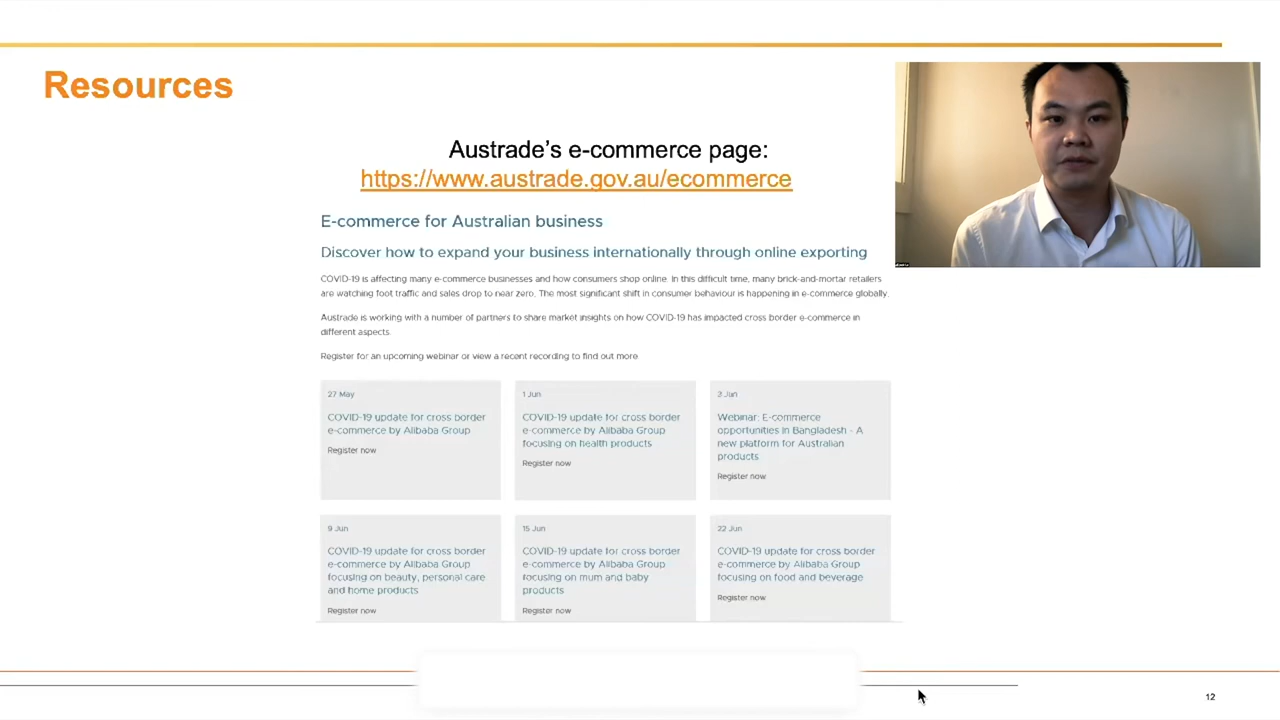 Resources
Austrade’s e-commerce page:
https://www.austrade.gov.au/ecommerce
E-commerce for Australian business
Discover how to expand your business internationally through online exporting
COVID-19 is affecting many e-commerce businesses and how consumers shop online. In this difficult time, many brick-and-mortar retailers
are watching foot traffic and sales drop to near zero. The most significant shift in consumer behaviour is happening in e-commerce globally.
Austrade is working with a number of partners to share market insights on how COVID-19 has impacted cross border e-commerce in
different aspects
Register for an upcoming webinar or view a recent recording to find out more
27 May
COVID-19 update for cross border
e-commerce by Alibaba Group
Register now
1 Jun
COVID-19 update for cross border
e-commerce by Alibaba Group
focusing on health products
Register now
3 Jun
Webinar: E-commerce
opportunities in Bangladesh - A
new platform for Australian
products
Register now
9 Jun
COVID-19 update for cross border
e-commerce by Alibaba Group
focusing on beauty, personal care
and home products
Register now
15 Jun
COVID-19 update for cross border
e-commerce by Alibaba Group
focusing on mum and baby
products
Register now
22 Jun
COVID-19 update for cross border
e-commerce by Alibaba Group
focusing on food and beverage
Register now
12